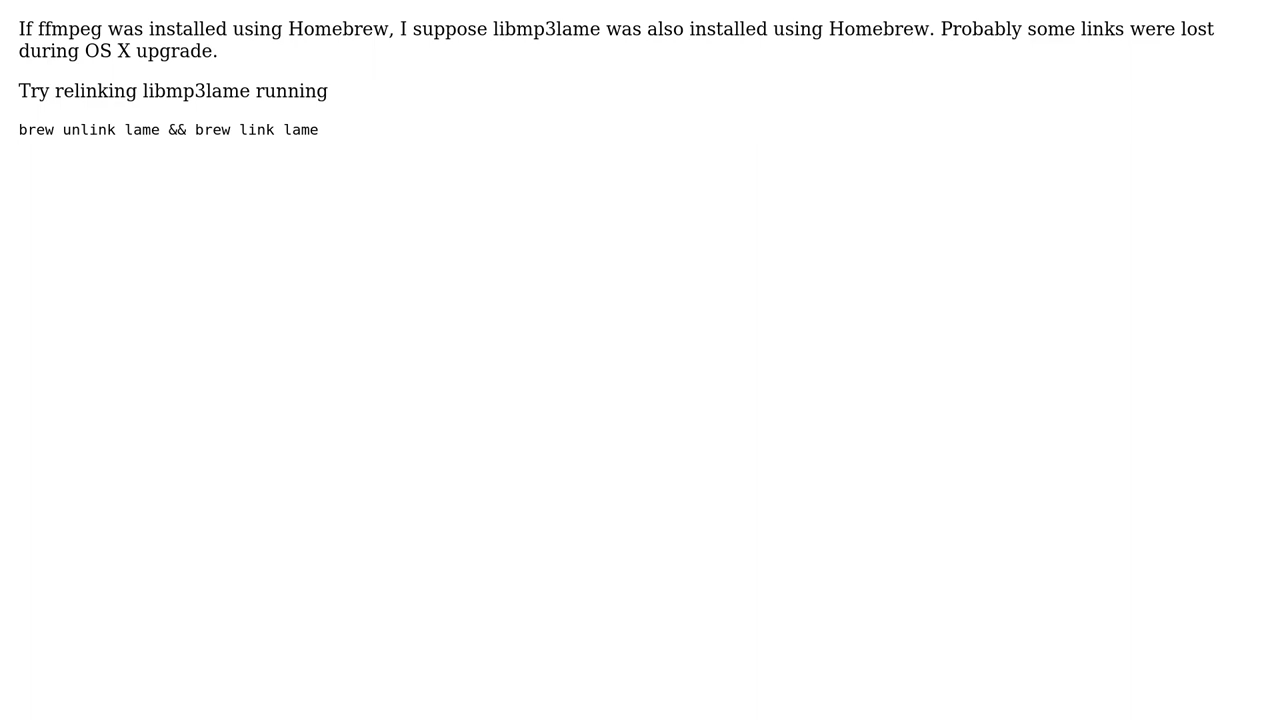 If ffmpeg was installed using Homebrew, I suppose libmp3lame was also installed using Homebrew. Probably some links were lost
during OS X upgrade.
Try relinking libmp3lame running
brew unlink lame && brew link lame